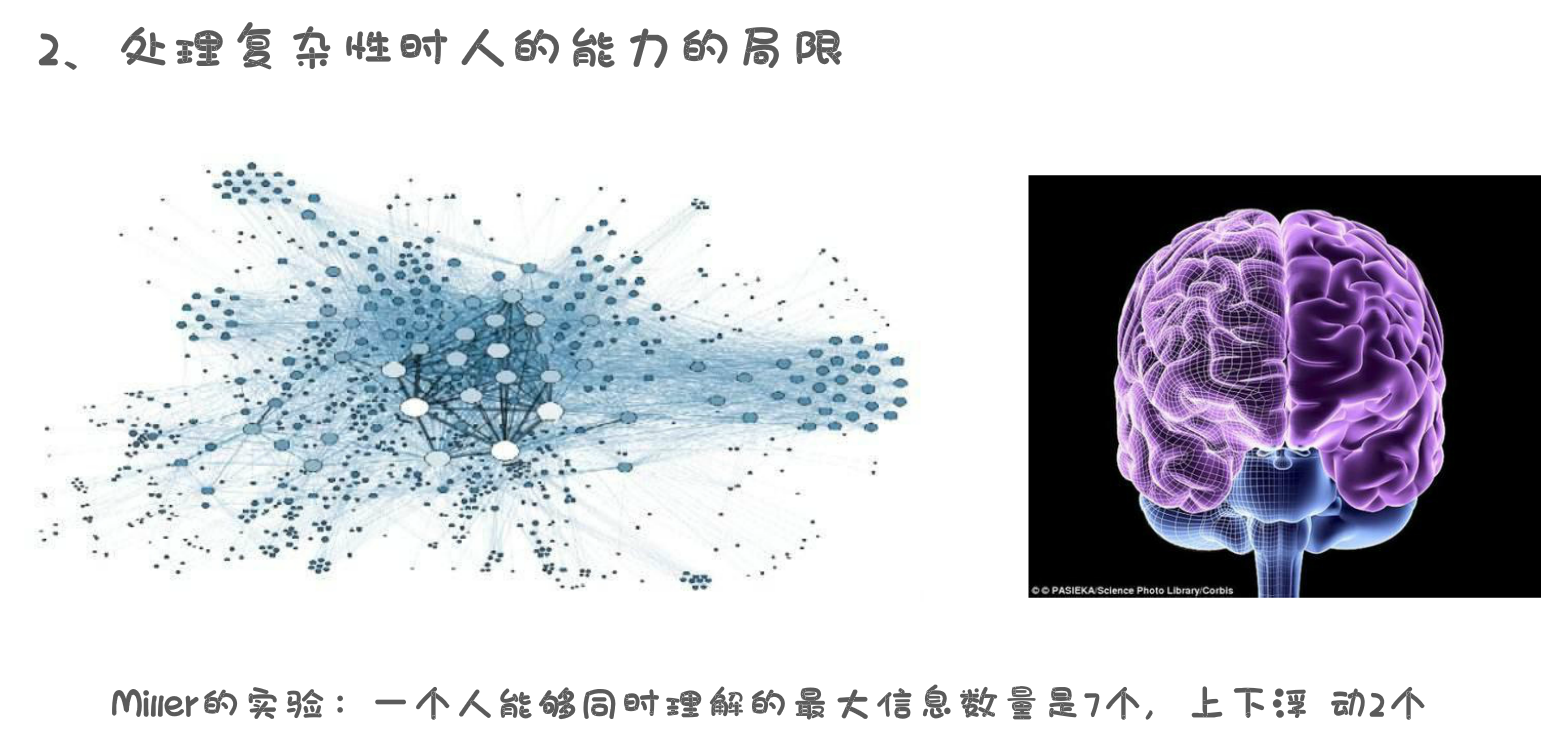 2、处理复杂性时人的能力的局限
© © PASIEKA/Science Photo Library/Corbis
Miller的实验：一个人能够同时理解的最大信息数量是7个，上下浮 动2个